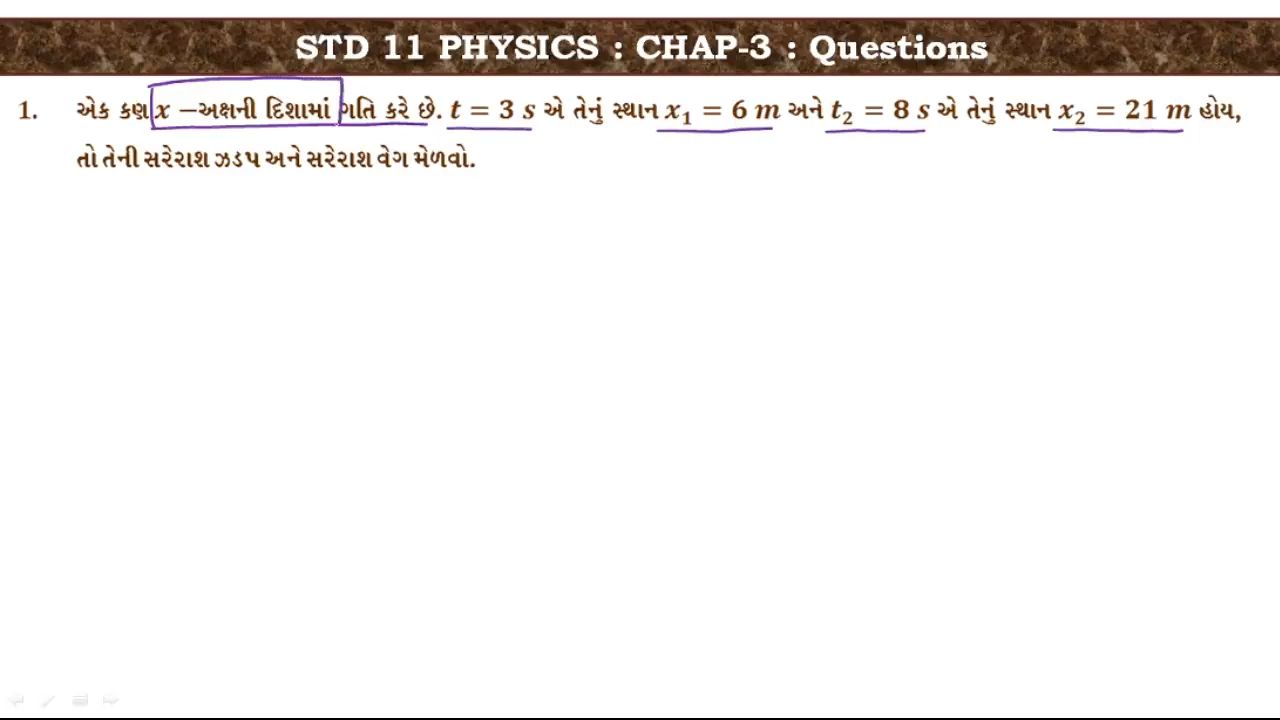 STD 11 PHYSICS : CHAP-3 : Questions
1. એક કણ x −અક્ષની દિશામાં ગતિ કરે છે. t = 3 s એ તેનું સ્થાન x₁ = 6 m અને t₂ = 8 s એ તેનું સ્થાન x₂ = 21 m હોય,
તો તેની સરેરાશ ઝડપ અને સરેરાશ વેગ મેળવો.